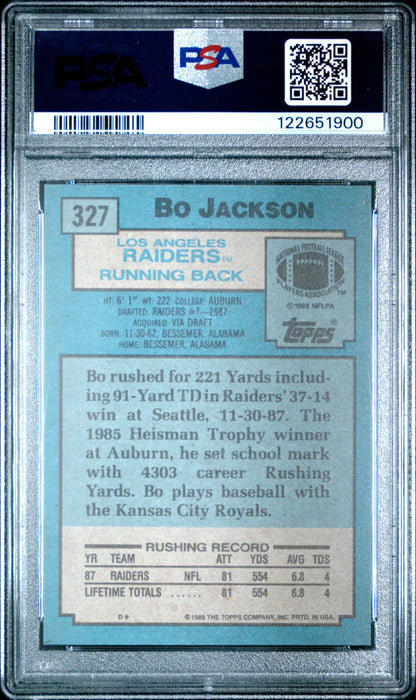 PSA
PSA
122651900
327
BO JACKSON
LOS ANGELES
RAIDERS™
RUNNING BACK
NATIONAL FOOTBALL LEAGUE
PLAYERS ASSOCIATION™
©1988 NFLPA
topps®
HT: 6' 1" WT: 222 COLLEGE: AUBURN
DRAFTED: RAIDERS #7—1987
ACQUIRED: VIA DRAFT
BORN: 11-30-62, BESSEMER, ALABAMA
HOME: BESSEMER, ALABAMA
Bo rushed for 221 Yards includ-
ing 91-Yard TD in Raiders' 37-14
win at Seattle, 11-30-87. The
1985 Heisman Trophy winner
at Auburn, he set school mark
with 4303 career Rushing
Yards. Bo plays baseball with
the Kansas City Royals.
RUSHING RECORD
YR TEAM ATT YDS AVG TDS
87 RAIDERS NFL 81 554 6.8 4
LIFETIME TOTALS ...... 81 554 6.8 4
D* ©1988 THE TOPPS COMPANY, INC. PRTD. IN USA.